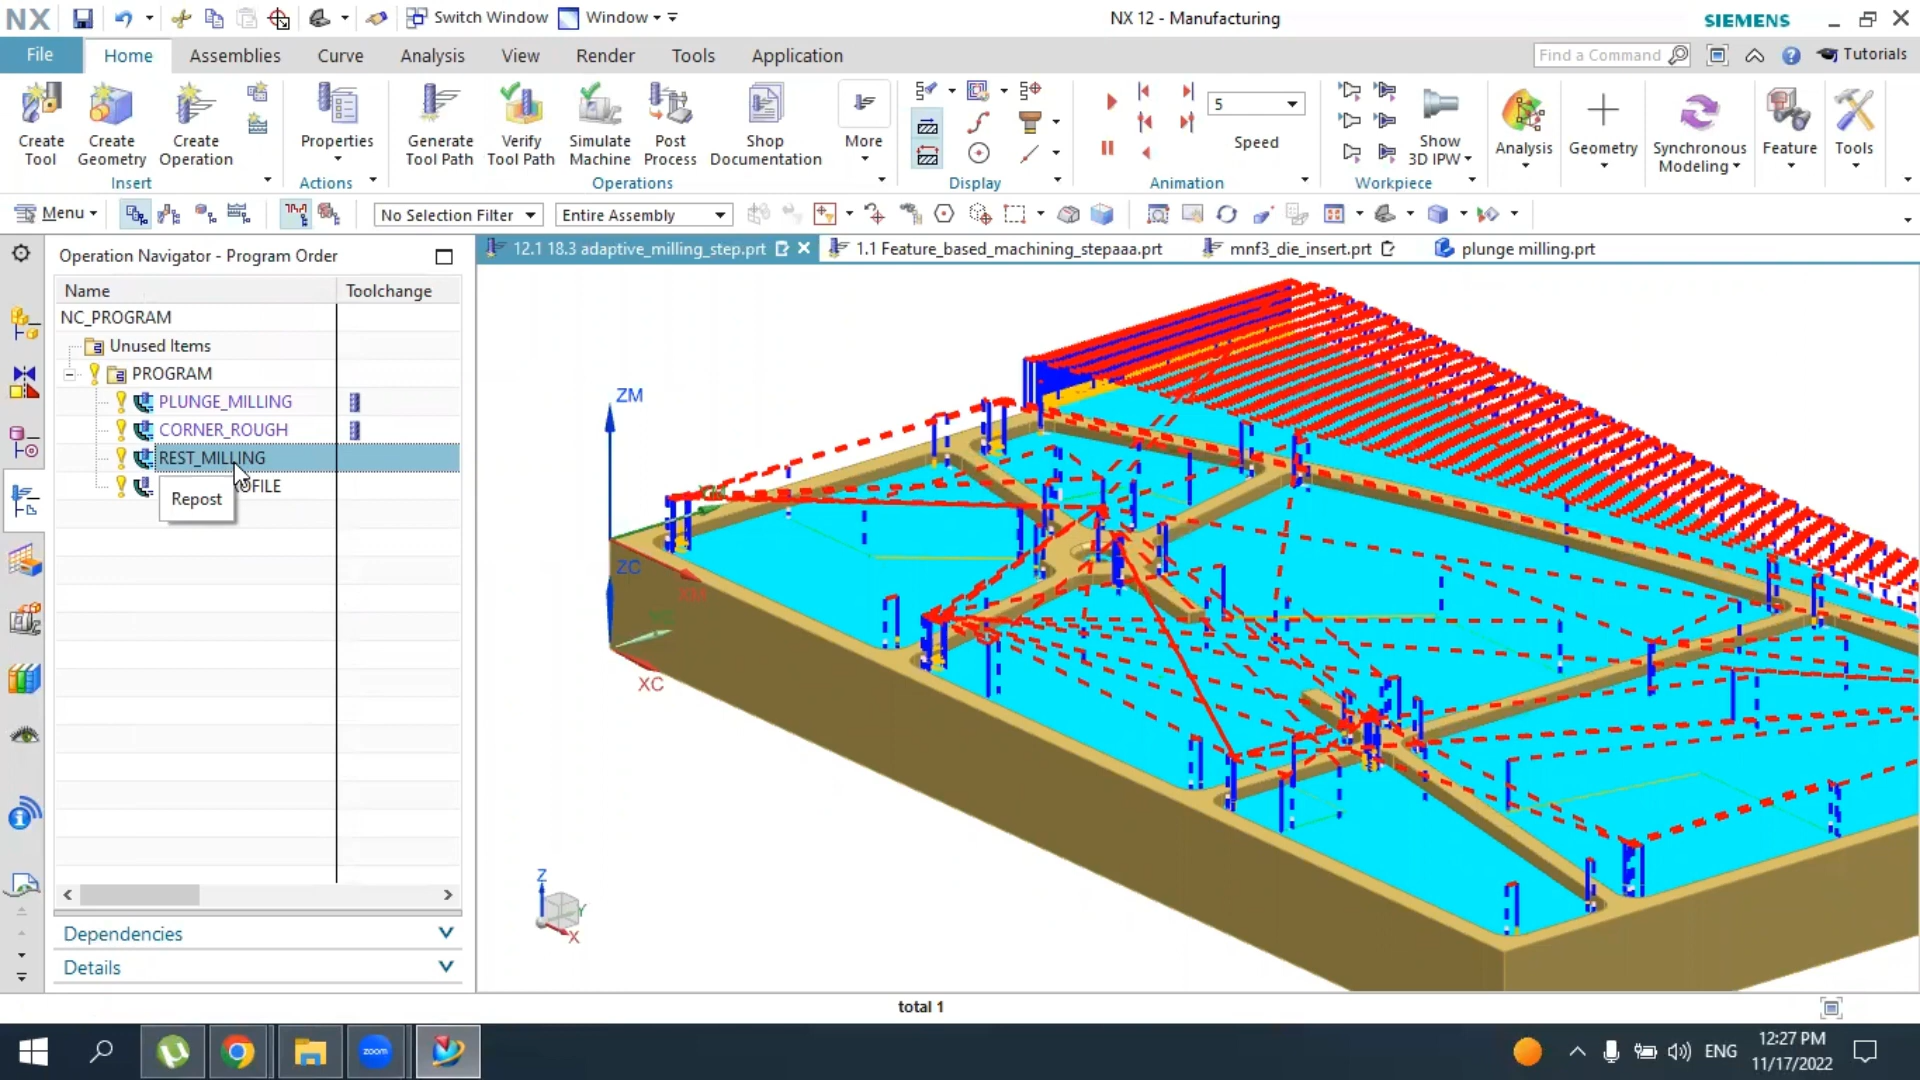 NX Switch Window Window NX 12 - Manufacturing SIEMENS
File Home Assemblies Curve Analysis View Render Tools Application Find a Command Tutorials
Create Tool
Create Geometry
Create Operation
Insert
Properties
Actions
Generate Tool Path
Verify Tool Path
Simulate Machine
Post Process
Shop Documentation
More
Operations
Display
5
Speed
Animation
Show 3D IPW
Workpiece
Analysis
Geometry
Synchronous Modeling
Feature
Tools
Menu No Selection Filter Entire Assembly
Operation Navigator - Program Order
12.1 18.3 adaptive_milling_step.prt 1.1 Feature_based_machining_stepaaa.prt mnf3_die_insert.prt plunge milling.prt
Name Toolchange
NC_PROGRAM
Unused Items
PROGRAM
PLUNGE_MILLING
CORNER_ROUGH
REST_MILLING
OFILE
Repost
ZM
ZC
XC
Z
Y
X
Dependencies
Details
total 1
zoom
ENG
12:27 PM
11/17/2022